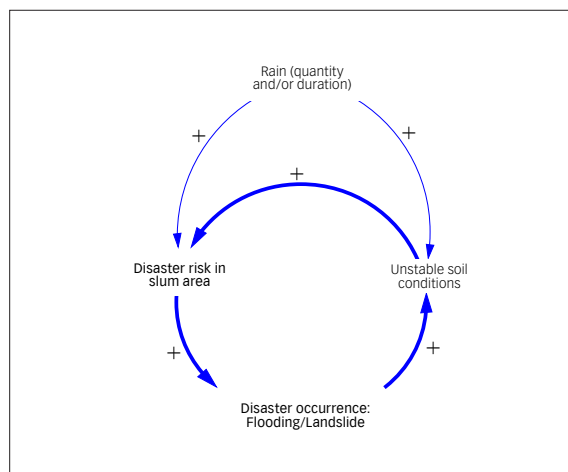 Rain (quantity
and/or duration)
+
+
+
Disaster risk in
slum area
Unstable soil
conditions
+
+
Disaster occurrence:
Flooding/Landslide